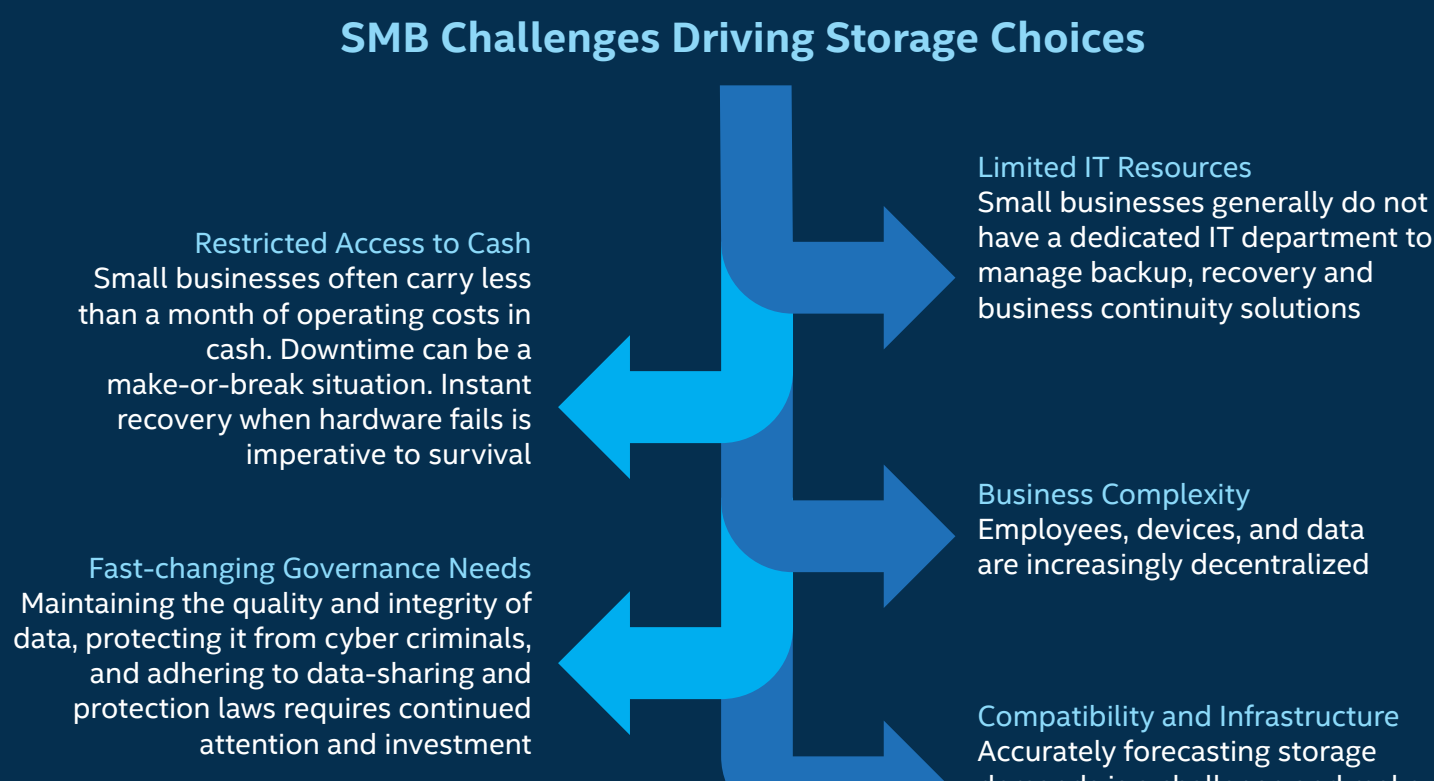 SMB Challenges Driving Storage Choices
Limited IT Resources
Small businesses generally do not
have a dedicated IT department to
manage backup, recovery and
business continuity solutions
Restricted Access to Cash
Small businesses often carry less
than a month of operating costs in
cash. Downtime can be a
make-or-break situation. Instant
recovery when hardware fails is
imperative to survival
Business Complexity
Employees, devices, and data
are increasingly decentralized
Fast-changing Governance Needs
Maintaining the quality and integrity of
data, protecting it from cyber criminals,
and adhering to data-sharing and
protection laws requires continued
attention and investment
Compatibility and Infrastructure
Accurately forecasting storage